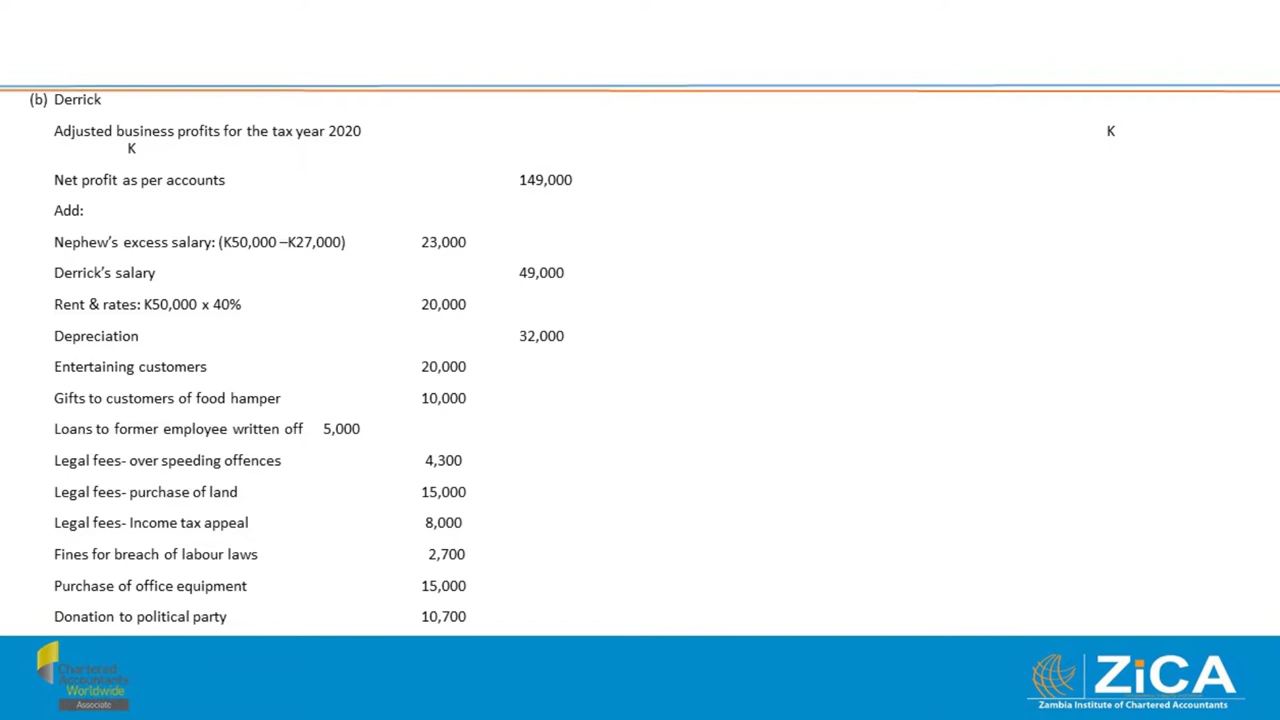 (b) Derrick
Adjusted business profits for the tax year 2020 K
K
Net profit as per accounts 149,000
Add:
Nephew's excess salary: (K50,000 –K27,000) 23,000
Derrick's salary 49,000
Rent & rates: K50,000 x 40% 20,000
Depreciation 32,000
Entertaining customers 20,000
Gifts to customers of food hamper 10,000
Loans to former employee written off 5,000
Legal fees- over speeding offences 4,300
Legal fees- purchase of land 15,000
Legal fees- Income tax appeal 8,000
Fines for breach of labour laws 2,700
Purchase of office equipment 15,000
Donation to political party 10,700
Chartered
Accountants
Worldwide
Associate
ZiCA
Zambia Institute of Chartered Accountants